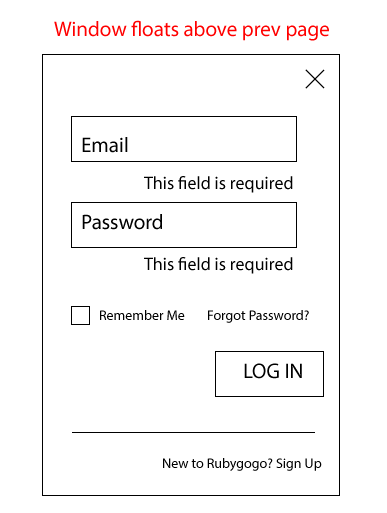 Window floats above prev page
Email
This field is required
Password
This field is required
Remember Me Forgot Password?
LOG IN
New to Rubygogo? Sign Up